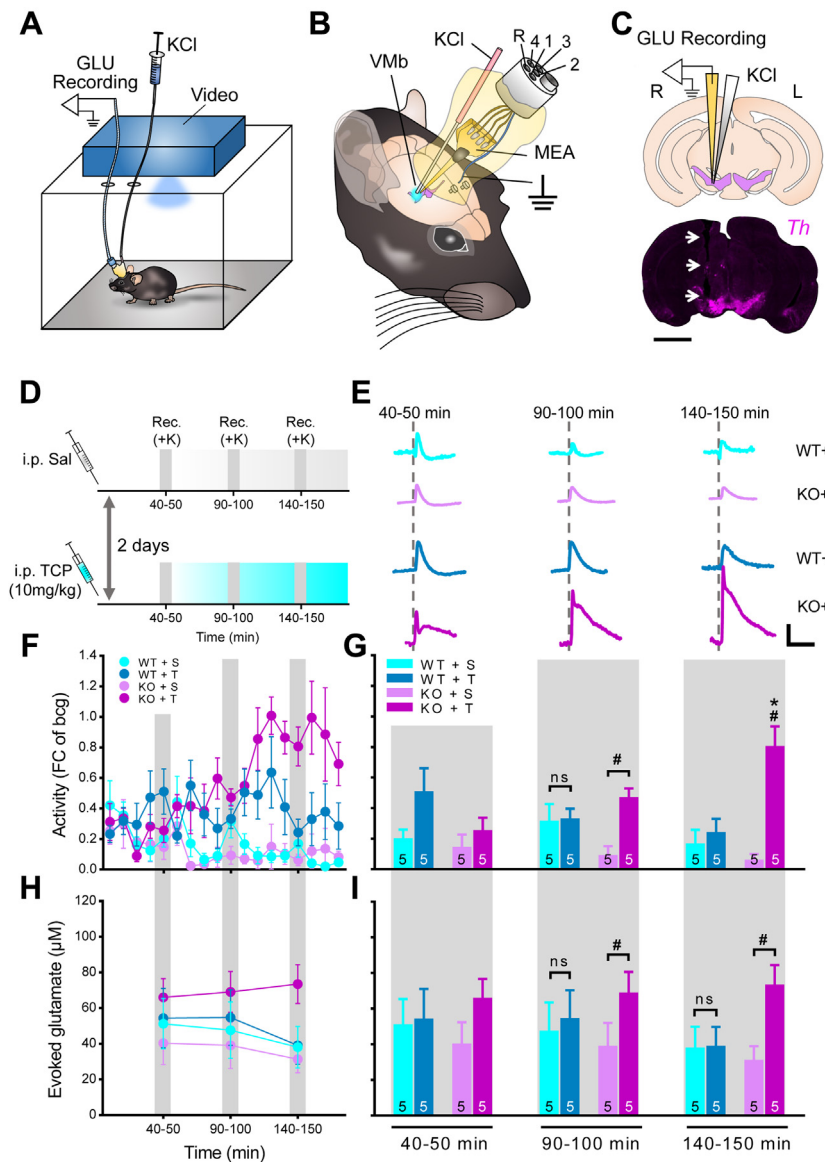 A
GLU
Recording
KCl
Video
B
KCl
R
4
1
3
2
VMb
MEA
C
GLU Recording
KCl
R
L
Th
D
Rec.
(+K)
Rec.
(+K)
Rec.
(+K)
i.p. Sal
40-50
90-100
140-150
2 days
i.p. TCP
(10mg/kg)
40-50
90-100
140-150
Time (min)
E
40-50 min
90-100 min
140-150 min
WT+
KO+
WT-
KO+
F
Activity (FC of bcg)
1.4
1.2
1.0
0.8
0.6
0.4
0.2
0.0
WT + S
WT + T
KO + S
KO + T
G
WT + S
WT + T
KO + S
KO + T
ns
#
*
#
5
5
5
5
5
5
5
5
5
5
5
5
H
Evoked glutamate (µM)
120
100
80
60
40
20
0
40-50
90-100
140-150
Time (min)
I
ns
#
ns
#
5
5
5
5
5
5
5
5
5
5
5
5
40-50 min
90-100 min
140-150 min